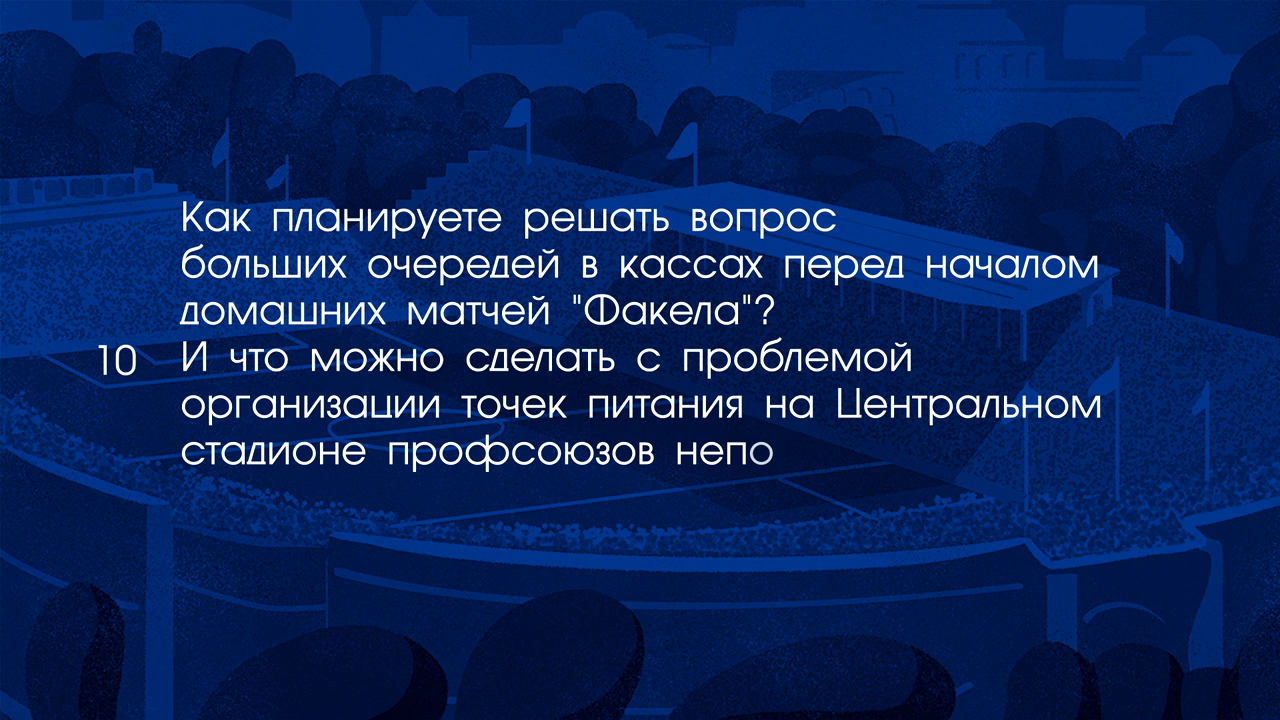 Как планируете решать вопрос
больших очередей в кассах перед началом
домашних матчей "Факела"?
10 И что можно сделать с проблемой
организации точек питания на Центральном
стадионе профсоюзов непо